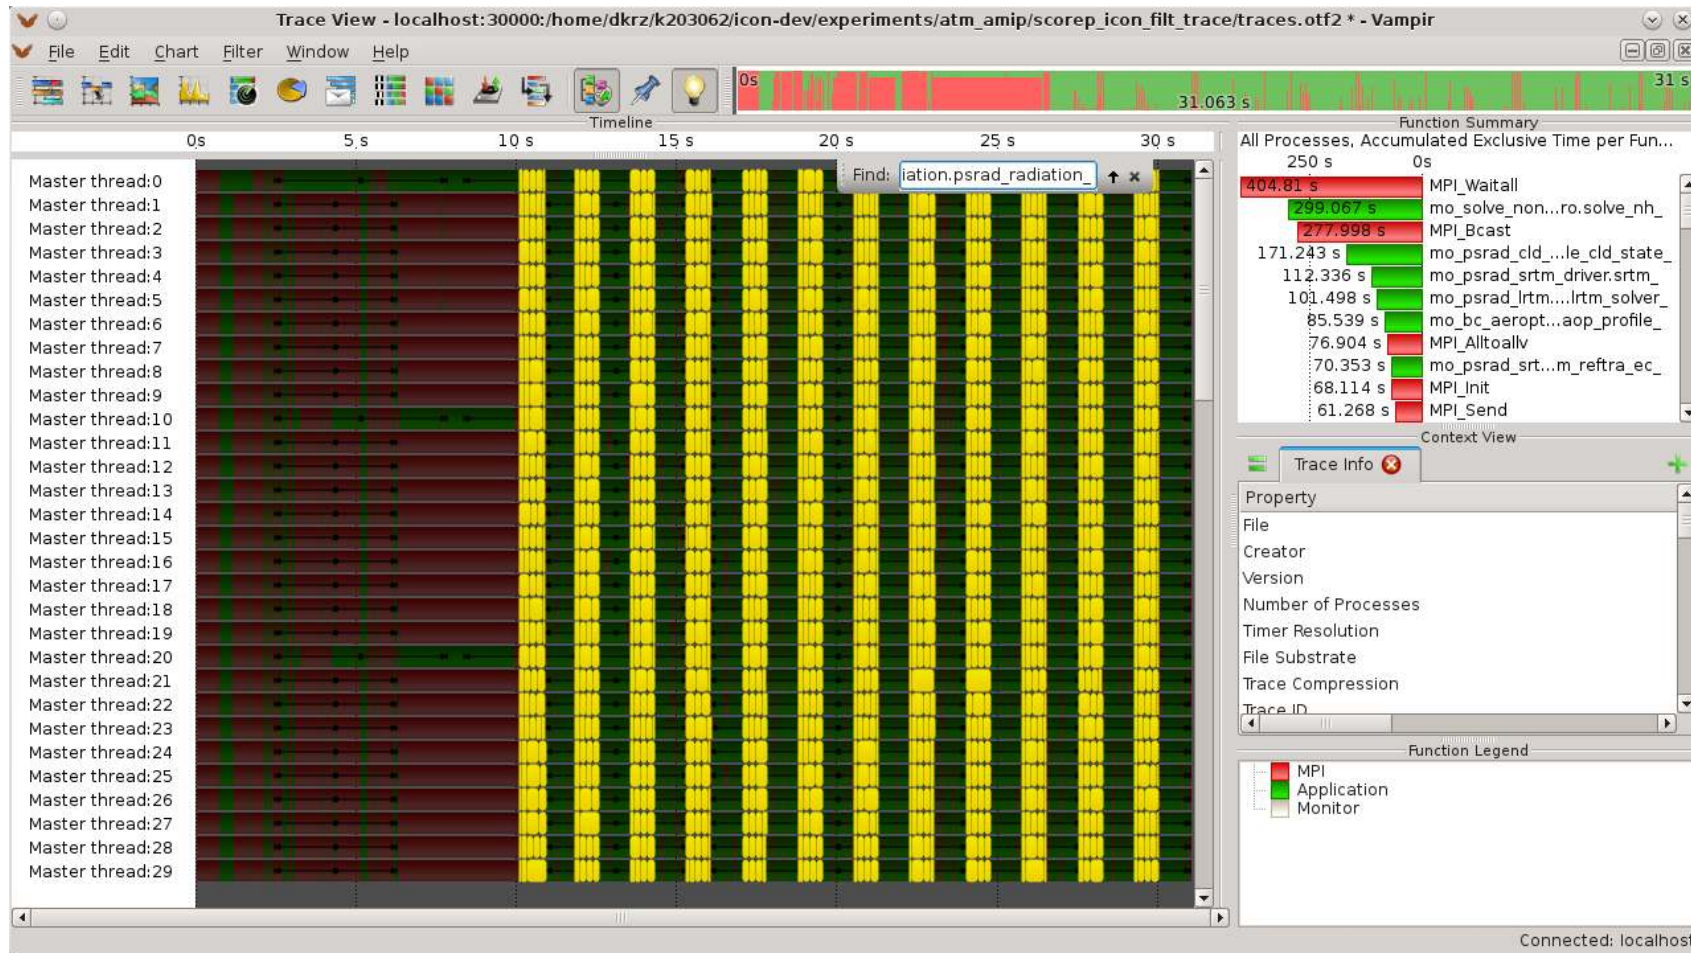 Trace View - localhost:30000:/home/dkrz/k203062/icon-dev/experiments/atm_amip/scorep_icon_filt_trace/traces.otf2 * - Vampir
File Edit Chart Filter Window Help
0s 31 s
31.063 s
Timeline
0s 5 s 10 s 15 s 20 s 25 s 30 s
Find: iation.psrad_radiation_
Master thread:0
Master thread:1
Master thread:2
Master thread:3
Master thread:4
Master thread:5
Master thread:6
Master thread:7
Master thread:8
Master thread:9
Master thread:10
Master thread:11
Master thread:12
Master thread:13
Master thread:14
Master thread:15
Master thread:16
Master thread:17
Master thread:18
Master thread:19
Master thread:20
Master thread:21
Master thread:22
Master thread:23
Master thread:24
Master thread:25
Master thread:26
Master thread:27
Master thread:28
Master thread:29
Function Summary
All Processes, Accumulated Exclusive Time per Fun...
250 s 0s
404.81 s MPI_Waitall
299.067 s mo_solve_non...ro.solve_nh_
277.998 s MPI_Bcast
171.243 s mo_psrad_cld_...le_cld_state_
112.336 s mo_psrad_srtm_driver.srtm_
101.498 s mo_psrad_lrtm....lrtm_solver_
85.539 s mo_bc_aeropt...aop_profile_
76.904 s MPI_Alltoallv
70.353 s mo_psrad_srt...m_reftra_ec_
68.114 s MPI_Init
61.268 s MPI_Send
Context View
Trace Info
Property
File
Creator
Version
Number of Processes
Timer Resolution
File Substrate
Trace Compression
Trace ID
Function Legend
MPI
Application
Monitor
Connected: localhost